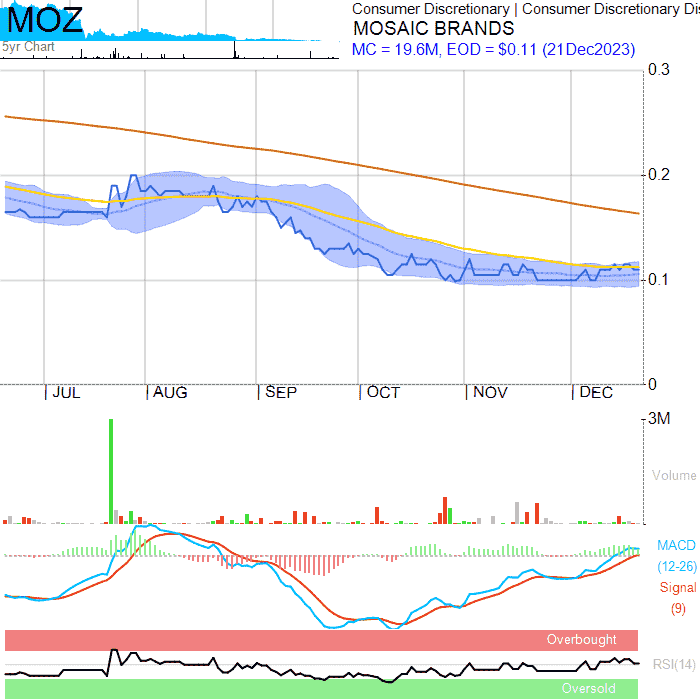 MOZ
5yr Chart
Consumer Discretionary | Consumer Discretionary Dis
MOSAIC BRANDS
MC = 19.6M, EOD = $0.11 (21Dec2023)
0.3
0.2
0.1
0
JUL AUG SEP OCT NOV DEC
3M
Volume
MACD
(12-26)
Signal
(9)
Overbought
RSI(14)
Oversold